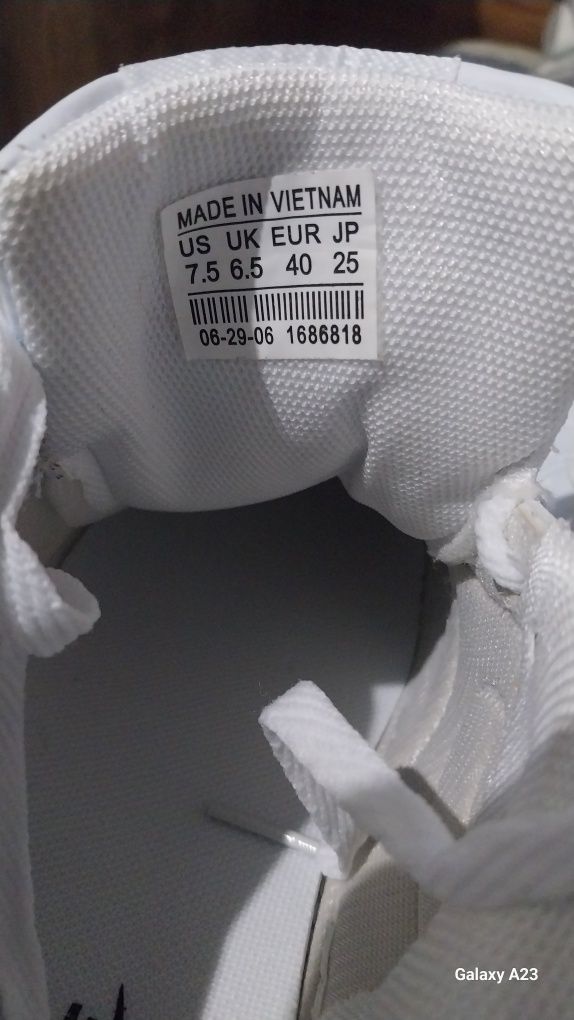 MADE IN VIETNAM
US UK EUR JP
7.5 6.5 40 25
06-29-06 1686818
Galaxy A23